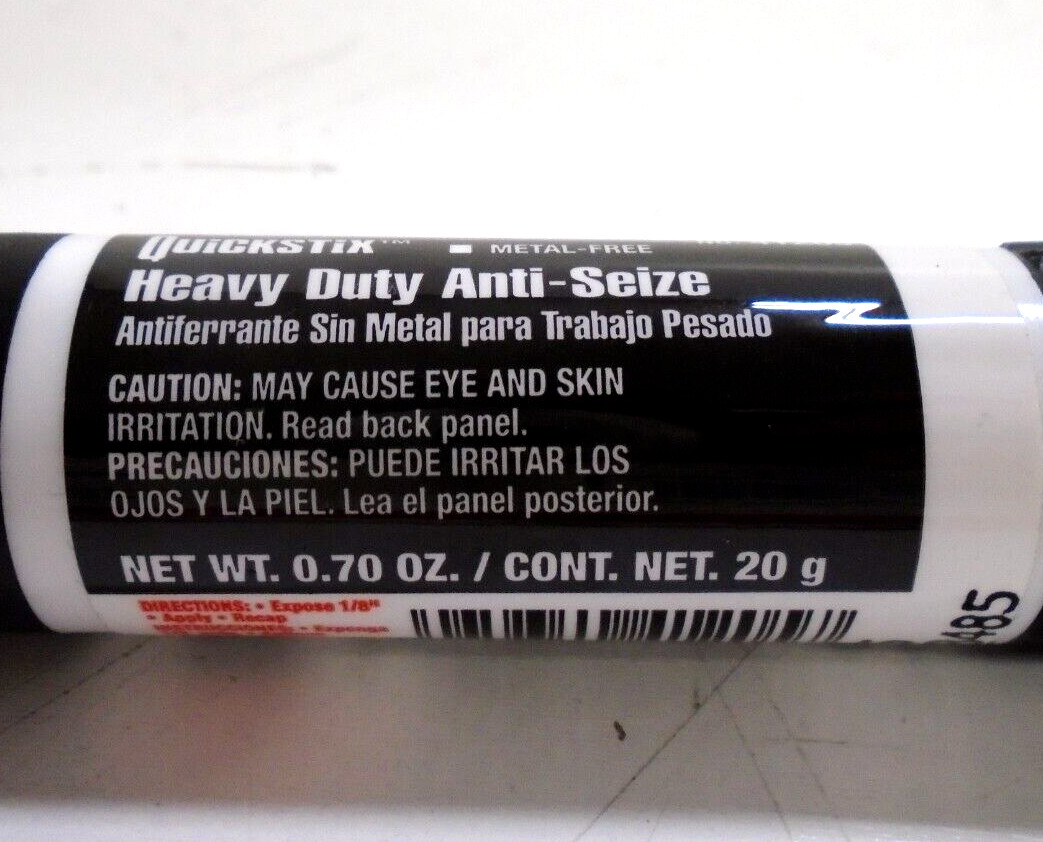 QUICKSTIX™ METAL-FREE
Heavy Duty Anti-Seize
Antiferrante Sin Metal para Trabajo Pesado
CAUTION: MAY CAUSE EYE AND SKIN
IRRITATION. Read back panel.
PRECAUCIONES: PUEDE IRRITAR LOS
OJOS Y LA PIEL. Lea el panel posterior.
NET WT. 0.70 OZ. / CONT. NET. 20 g
DIRECTIONS: • Expose 1/8"
• Apply • Recap
• Exponga
485